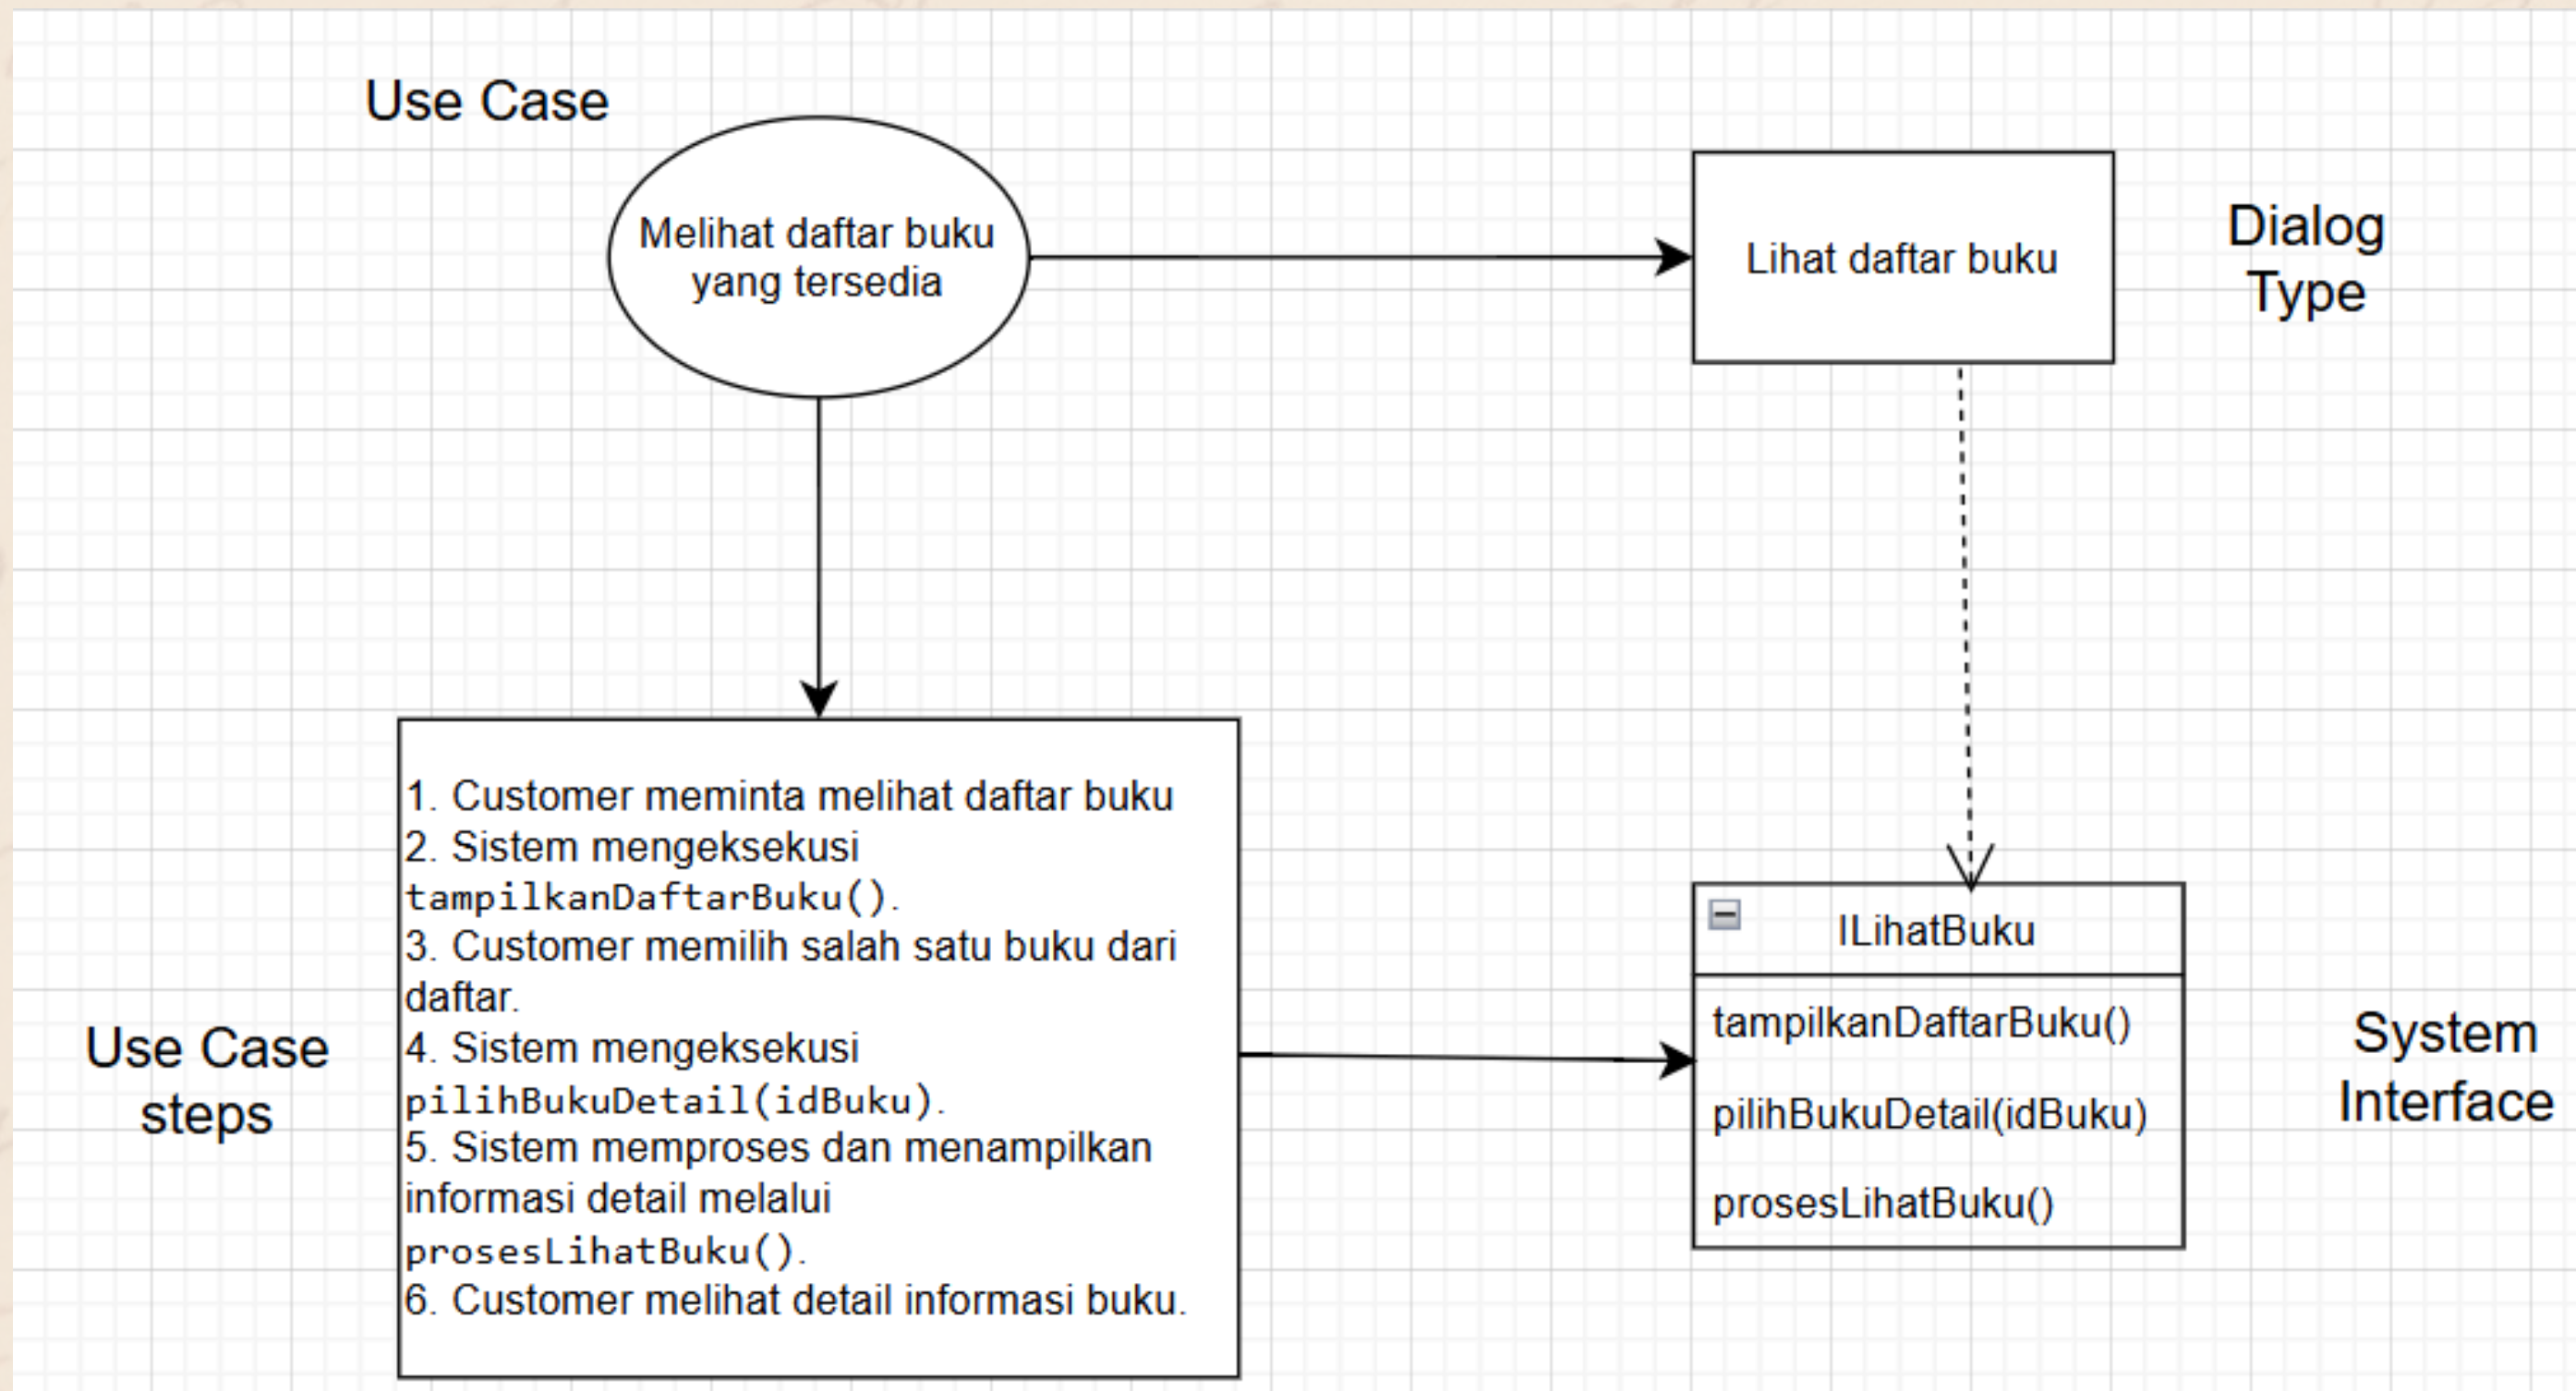 Use Case
Melihat daftar buku
yang tersedia
Lihat daftar buku
Dialog
Type
Use Case
steps
1. Customer meminta melihat daftar buku
2. Sistem mengeksekusi
tampilkanDaftarBuku().
3. Customer memilih salah satu buku dari
daftar.
4. Sistem mengeksekusi
pilihBukuDetail(idBuku).
5. Sistem memproses dan menampilkan
informasi detail melalui
prosesLihatBuku().
6. Customer melihat detail informasi buku.
ILihatBuku
tampilkanDaftarBuku()
pilihBukuDetail(idBuku)
prosesLihatBuku()
System
Interface